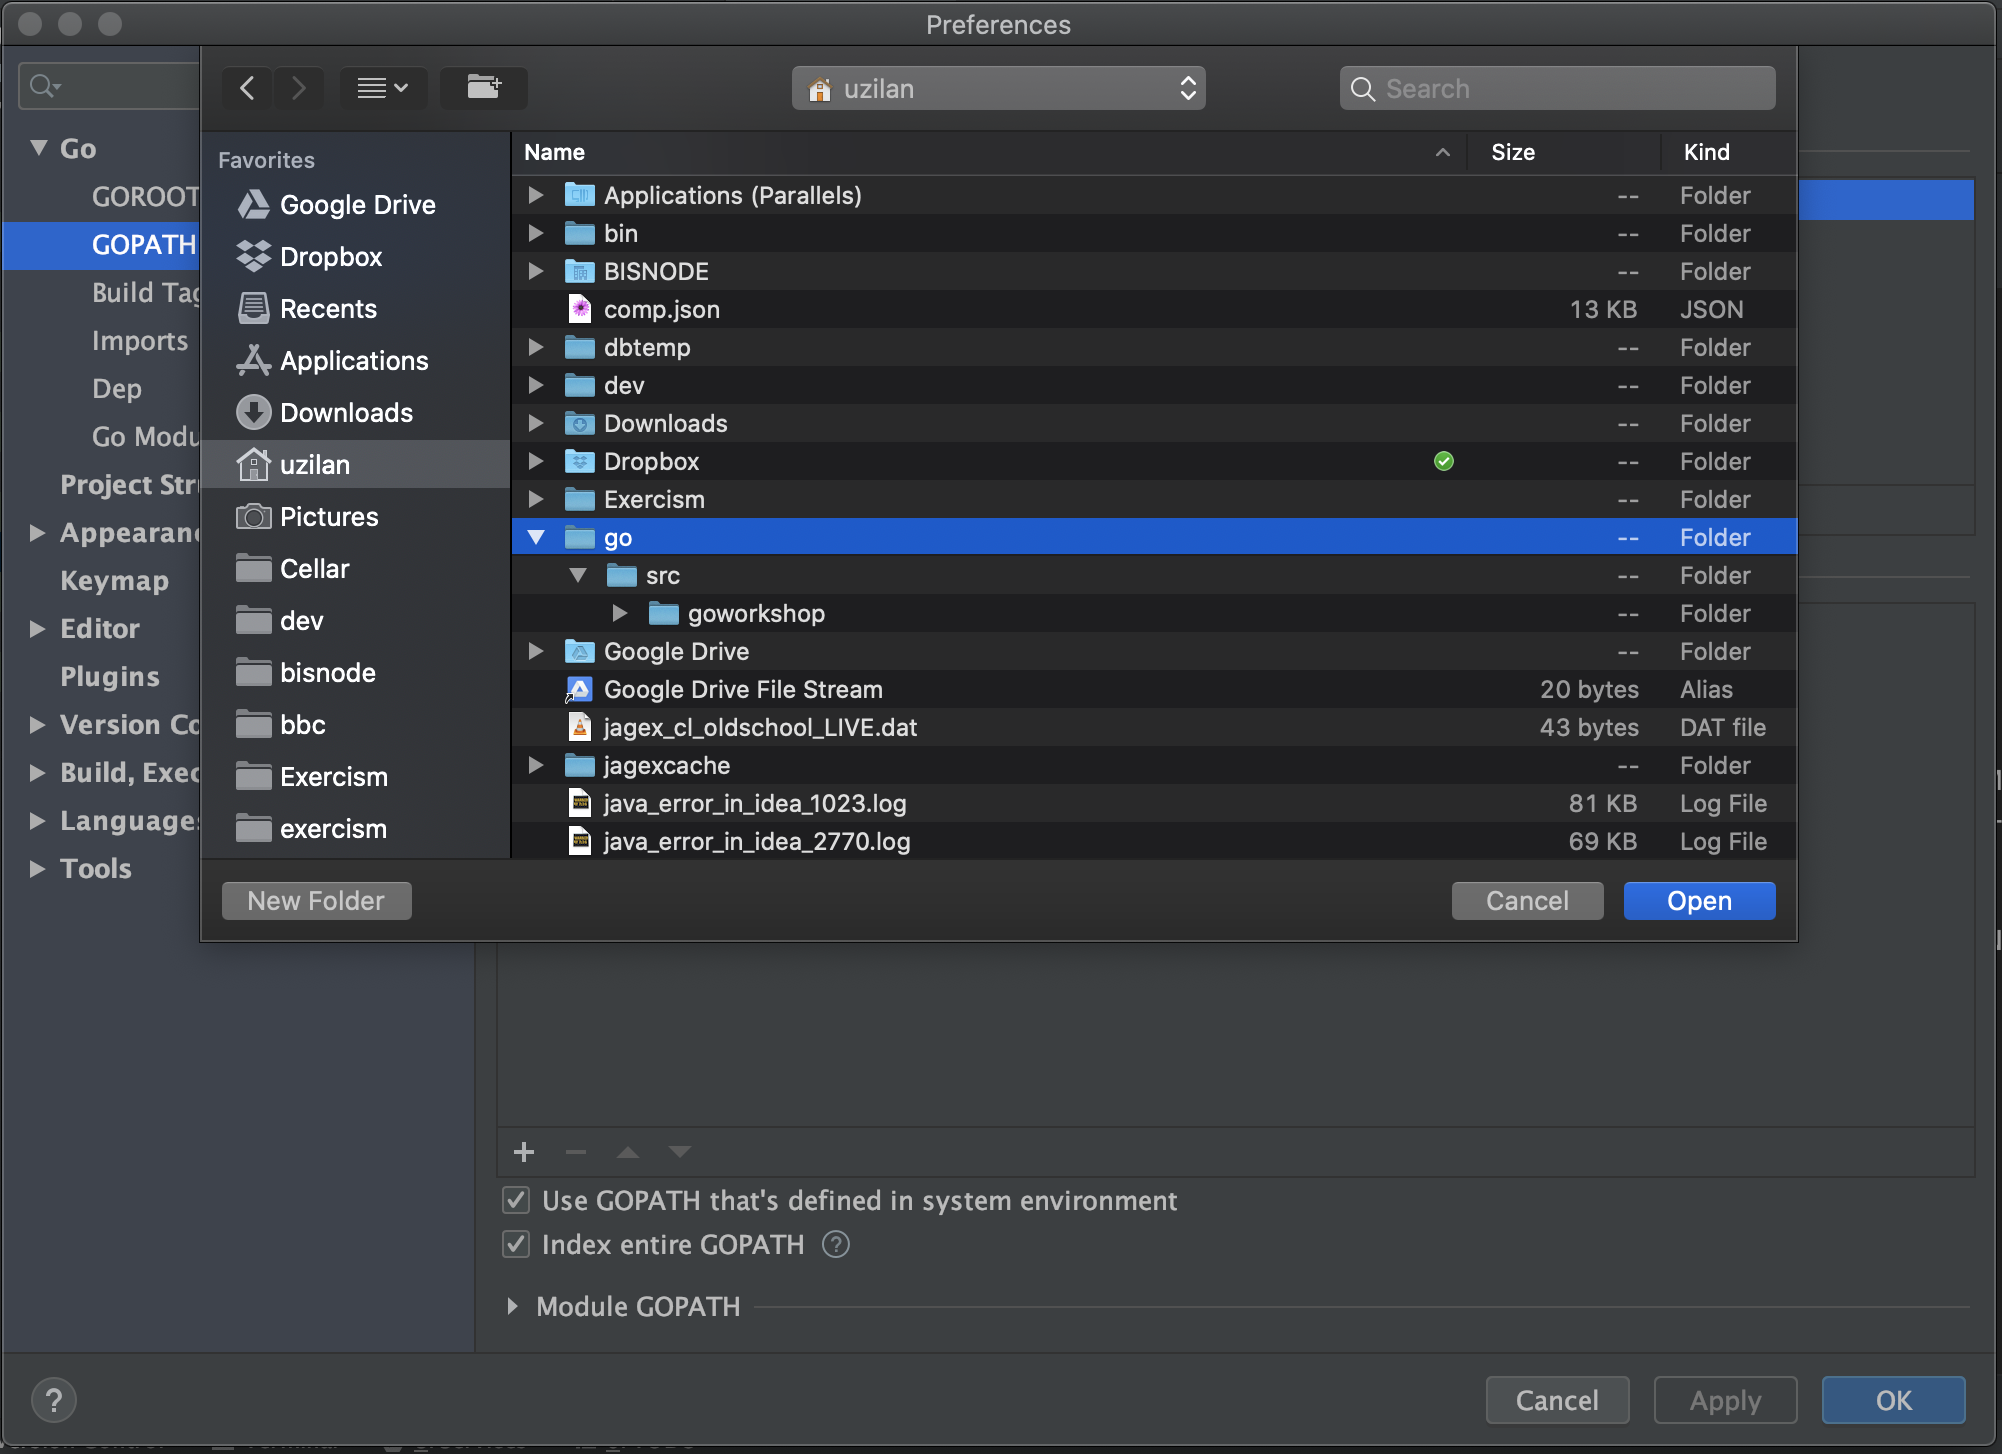 Preferences
uzilan
Search
Go
GOROOT
GOPATH
Build Tag
Imports
Dep
Go Modu
Project Stru
Appearanc
Keymap
Editor
Plugins
Version Co
Build, Exec
Languages
Tools
Favorites
Google Drive
Dropbox
Recents
Applications
Downloads
uzilan
Pictures
Cellar
dev
bisnode
bbc
Exercism
exercism
Name Size Kind
Applications (Parallels) -- Folder
bin -- Folder
BISNODE -- Folder
comp.json 13 KB JSON
dbtemp -- Folder
dev -- Folder
Downloads -- Folder
Dropbox -- Folder
Exercism -- Folder
go -- Folder
src -- Folder
goworkshop -- Folder
Google Drive -- Folder
Google Drive File Stream 20 bytes Alias
jagex_cl_oldschool_LIVE.dat 43 bytes DAT file
jagexcache -- Folder
java_error_in_idea_1023.log 81 KB Log File
java_error_in_idea_2770.log 69 KB Log File
New Folder Cancel Open
Use GOPATH that's defined in system environment
Index entire GOPATH ?
Module GOPATH
? Cancel Apply OK